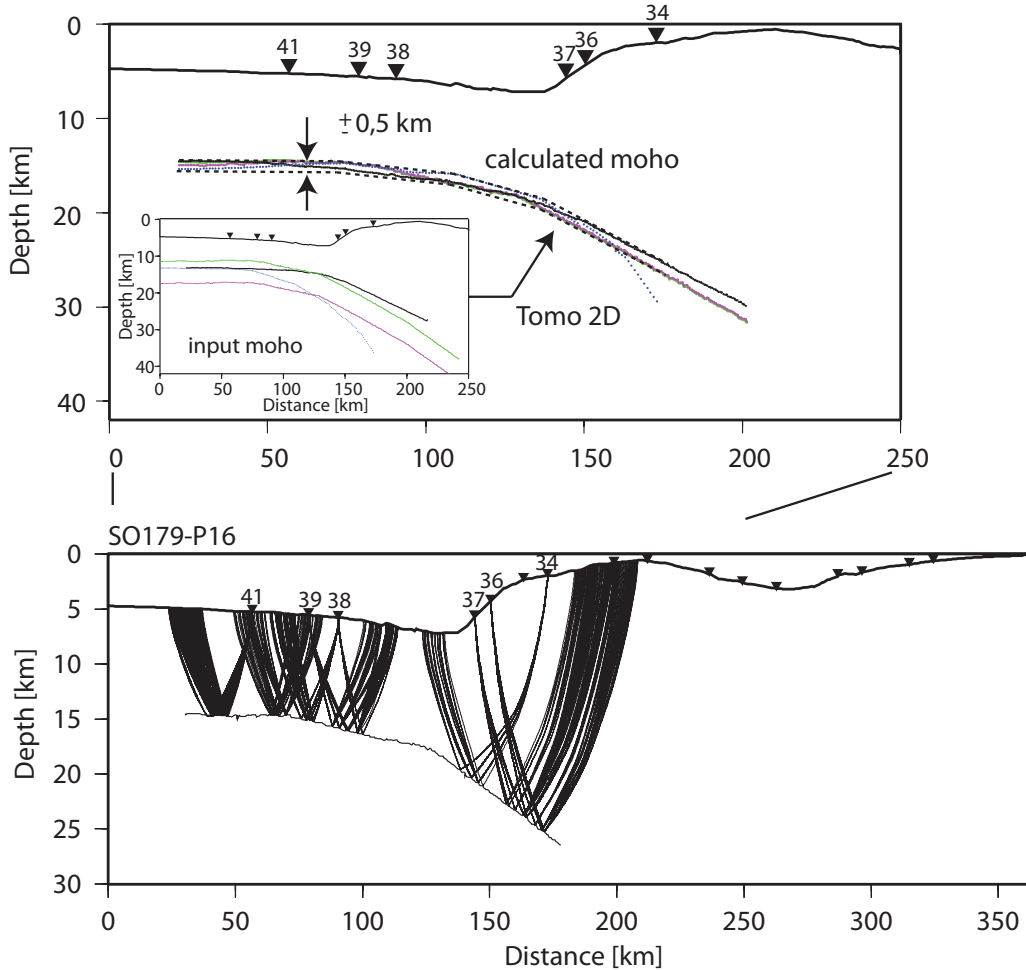 0
10
20
30
40
Depth [km]
41
39
38
37
36
34
± 0,5 km
calculated moho
Tomo 2D
0
10
20
30
40
Depth [km]
input moho
0 50 100 150 200 250
Distance [km]
0 50 100 150 200 250
SO179-P16
0
5
10
15
20
25
30
Depth [km]
41
39
38
37
36
34
0 50 100 150 200 250 300 350
Distance [km]